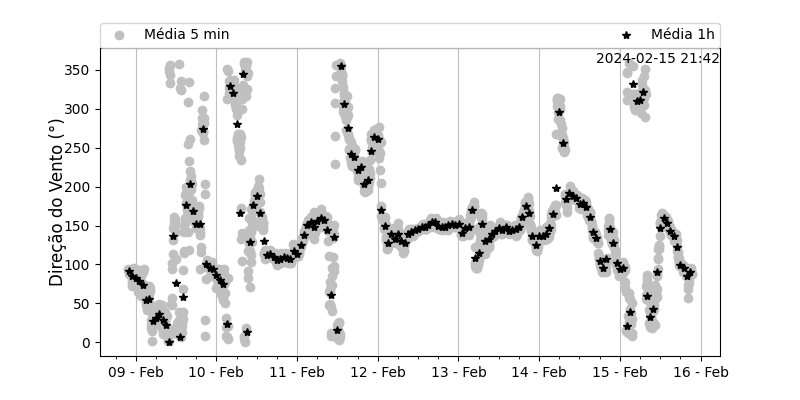 Média 5 min
Média 1h
2024-02-15 21:42
Direção do Vento (°)
350
300
250
200
150
100
50
0
09 - Feb
10 - Feb
11 - Feb
12 - Feb
13 - Feb
14 - Feb
15 - Feb
16 - Feb